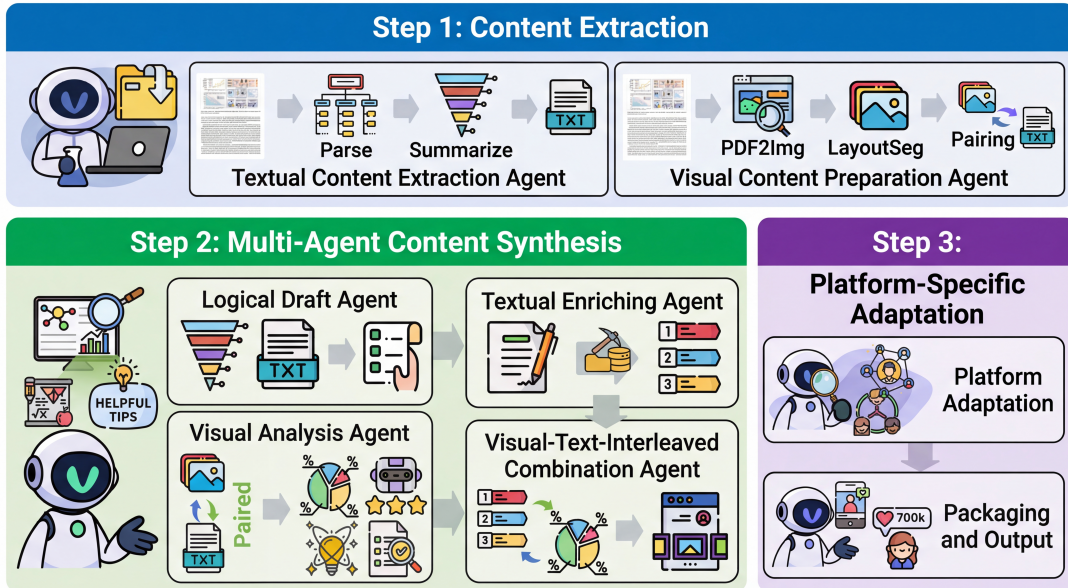 Step 1: Content Extraction
Parse
Summarize
TXT
Textual Content Extraction Agent
PDF2Img
LayoutSeg
Pairing
TXT
Visual Content Preparation Agent
Step 2: Multi-Agent Content Synthesis
√x
HELPFUL
TIPS
Logical Draft Agent
TXT
Textual Enriching Agent
1
2
3
Visual Analysis Agent
TXT
Paired
%
%
%
%
Visual-Text-Interleaved
Combination Agent
1
2
3
%
%
%
%
Step 3:
Platform-Specific
Adaptation
Platform
Adaptation
700k
Packaging
and Output